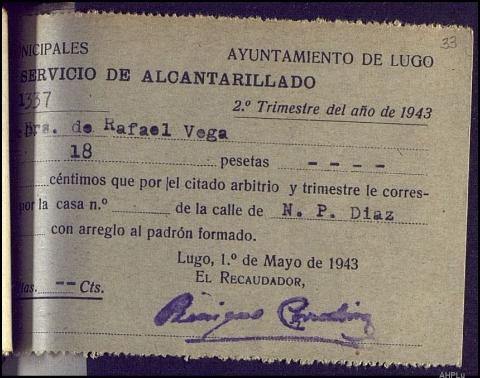 33
NICIPALES AYUNTAMIENTO DE LUGO
SERVICIO DE ALCANTARILLADO
1337 2.º Trimestre del año de 1943
Hrs. de Rafael Vega
18 pesetas ----
céntimos que por el citado arbitrio y trimestre le corres-
por la casa n.º de la calle de N. P. Diaz
con arreglo al padrón formado.
Lugo, 1.º de Mayo de 1943
EL RECAUDADOR,
tas. -- Cts.
AHPLu